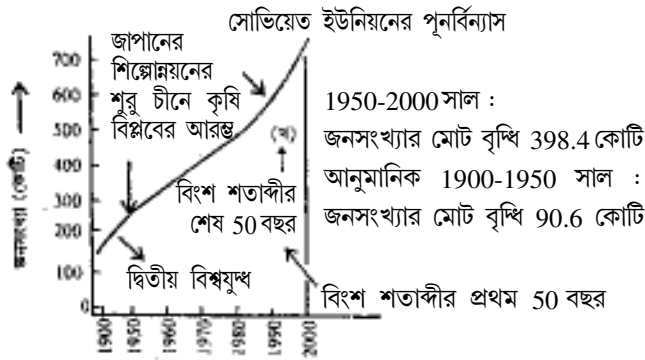 সোভিয়েত ইউনিয়নের পূনর্বিন্যাস
জাপানের
শিল্পোন্নয়নের
শুরু চীনে কৃষি
বিপ্লবের আরম্ভ
(খ)
বিংশ শতাব্দীর
শেষ 50 বছর
দ্বিতীয় বিশ্বযুদ্ধ
1950-2000 সাল :
জনসংখ্যার মোট বৃদ্ধি 398.4 কোটি
আনুমানিক 1900-1950 সাল :
জনসংখ্যার মোট বৃদ্ধি 90.6 কোটি
বিংশ শতাব্দীর প্রথম 50 বছর
জনসংখ্যা (কোটি)
700
600
500
400
300
200
100
0
1900 1950 1960 1970 2980 1990 2000